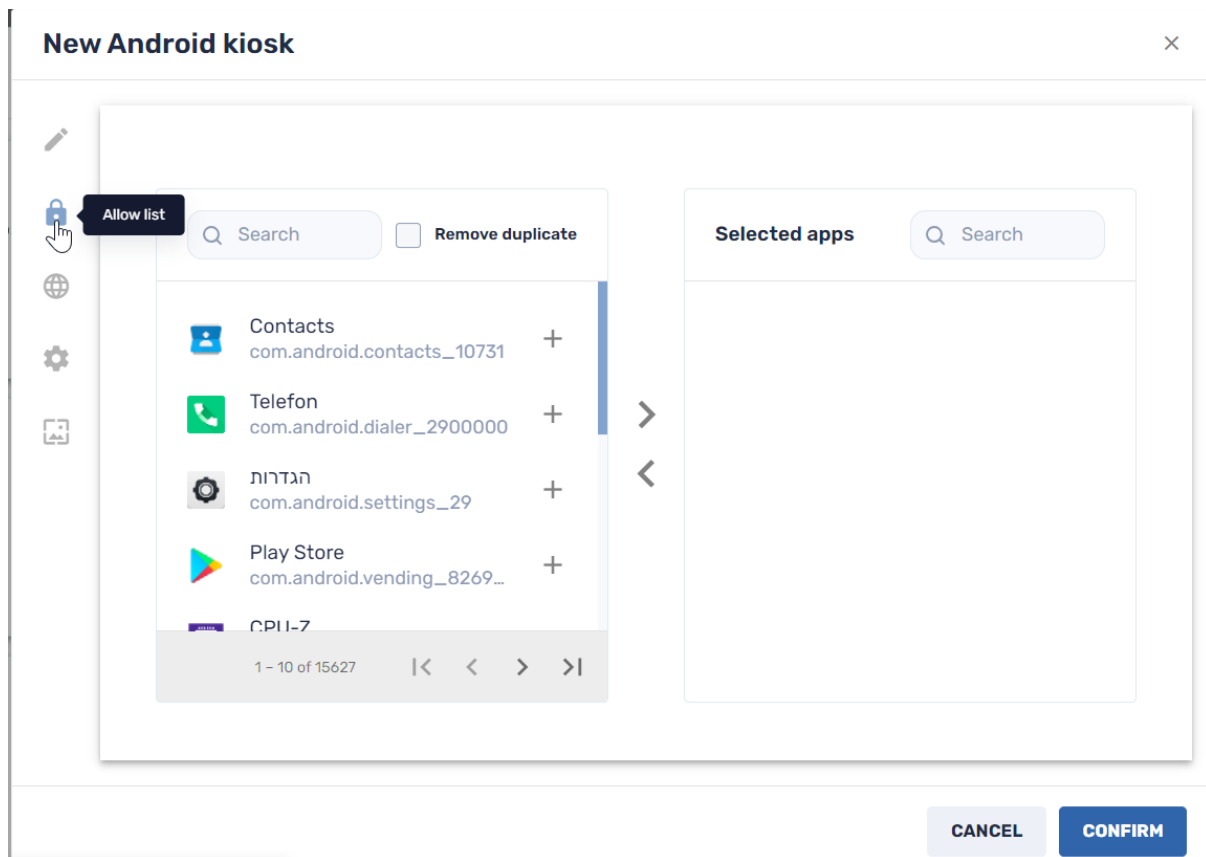 New Android kiosk
Allow list
Search
Remove duplicate
Contacts
com.android.contacts_10731
Telefon
com.android.dialer_2900000
הגדרות
com.android.settings_29
Play Store
com.android.vending_8269...
CPU-Z
1 – 10 of 15627
Selected apps
Search
CANCEL
CONFIRM